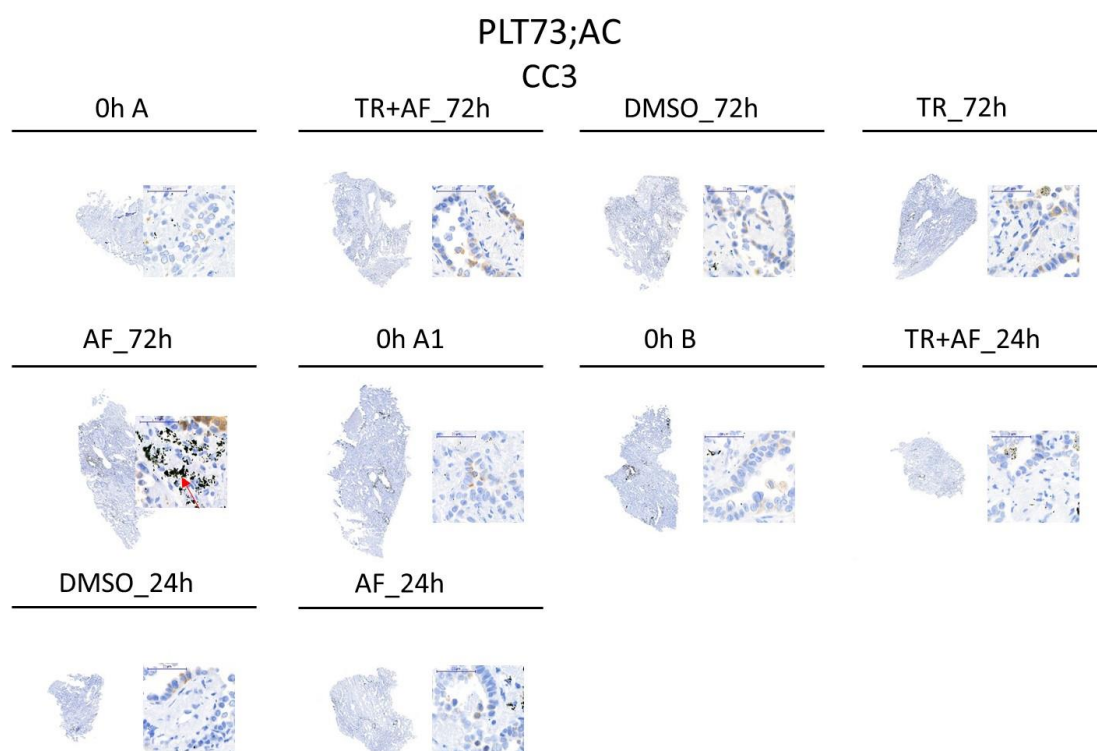 PLT73;AC
CC3
0h A
TR+AF_72h
DMSO_72h
TR_72h
AF_72h
0h A1
0h B
TR+AF_24h
DMSO_24h
AF_24h